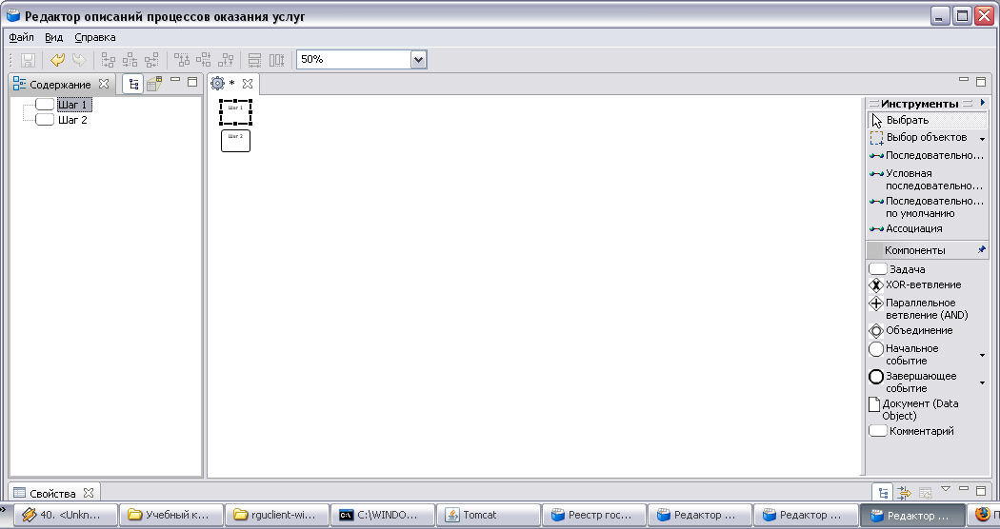 Редактор описаний процессов оказания услуг
Файл Вид Справка
50%
Содержание
Шаг 1
Шаг 2
*
Шаг 1
Шаг 2
Инструменты
Выбрать
Выбор объектов
Последовательно...
Условная
последовательно...
Последовательно...
по умолчанию
Ассоциация
Компоненты
Задача
XOR-ветвление
Параллельное
ветвление (AND)
Объединение
Начальное
событие
Завершающее
событие
Документ (Data
Object)
Комментарий
Свойства
» 40. <Unkn... Учебный к... rguclient-wi... C:\WINDO... Tomcat Реестр гос... Редактор ... Редактор ... Редактор ... П